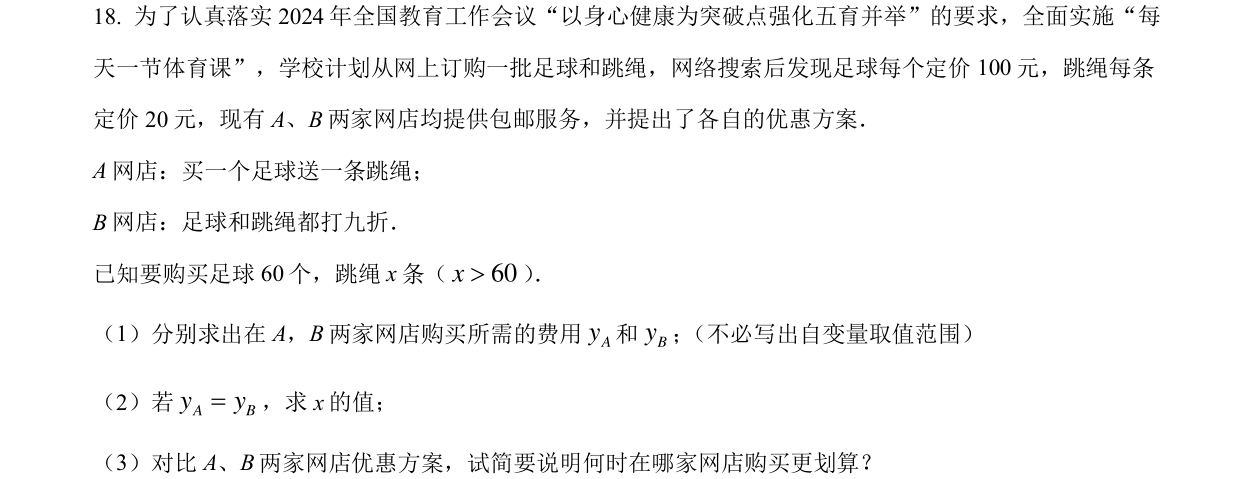 18. 为了认真落实 2024 年全国教育工作会议“以身心健康为突破点强化五育并举”的要求，全面实施“每
天一节体育课”，学校计划从网上订购一批足球和跳绳，网络搜索后发现足球每个定价 100 元，跳绳每条
定价 20 元，现有 A、B 两家网店均提供包邮服务，并提出了各自的优惠方案．
A 网店：买一个足球送一条跳绳；
B 网店：足球和跳绳都打九折．
已知要购买足球 60 个，跳绳 x 条（ x > 60 ）．
（1）分别求出在 A，B 两家网店购买所需的费用 y_A 和 y_B ；（不必写出自变量取值范围）
（2）若 y_A = y_B ，求 x 的值；
（3）对比 A、B 两家网店优惠方案，试简要说明何时在哪家网店购买更划算？